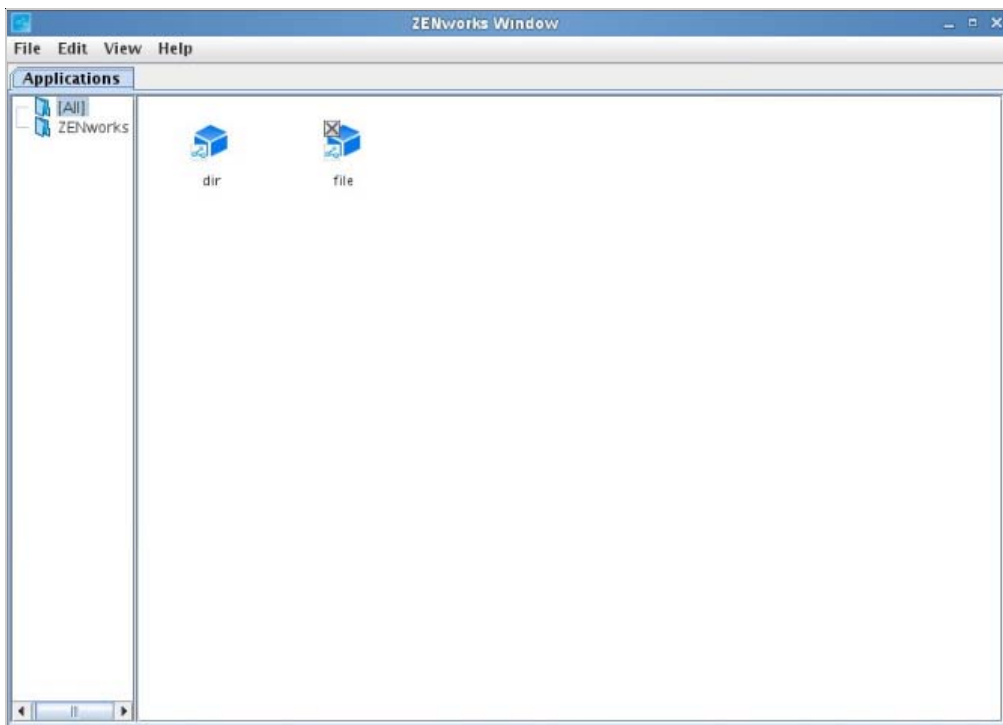 ZENworks Window
File Edit View Help
Applications
[All]
ZENworks
dir
file